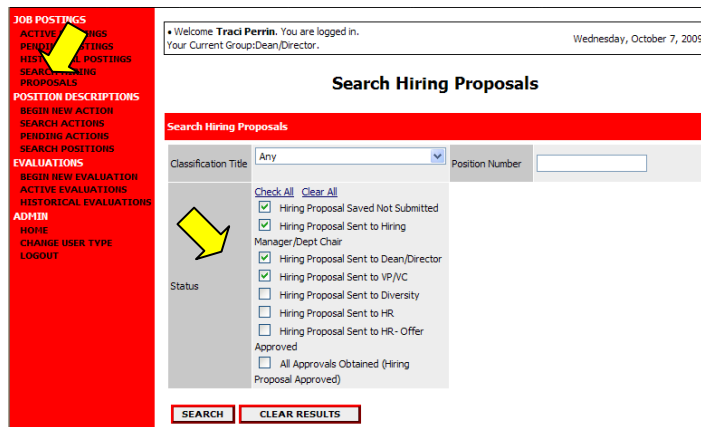 JOB POSTINGS
ACTIVE
PENDING POSTINGS
HISTORICAL POSTINGS
SEARCH HIRING
PROPOSALS
POSITION DESCRIPTIONS
BEGIN NEW ACTION
SEARCH ACTIONS
PENDING ACTIONS
SEARCH POSITIONS
EVALUATIONS
BEGIN NEW EVALUATION
ACTIVE EVALUATIONS
HISTORICAL EVALUATIONS
ADMIN
HOME
CHANGE USER TYPE
LOGOUT
• Welcome Traci Perrin. You are logged in.
Your Current Group:Dean/Director.
Wednesday, October 7, 2009
Search Hiring Proposals
Search Hiring Proposals
Classification Title
Any
Position Number
Status
Check All Clear All
Hiring Proposal Saved Not Submitted
Hiring Proposal Sent to Hiring
Manager/Dept Chair
Hiring Proposal Sent to Dean/Director
Hiring Proposal Sent to VP/VC
Hiring Proposal Sent to Diversity
Hiring Proposal Sent to HR
Hiring Proposal Sent to HR- Offer
Approved
All Approvals Obtained (Hiring
Proposal Approved)
SEARCH
CLEAR RESULTS